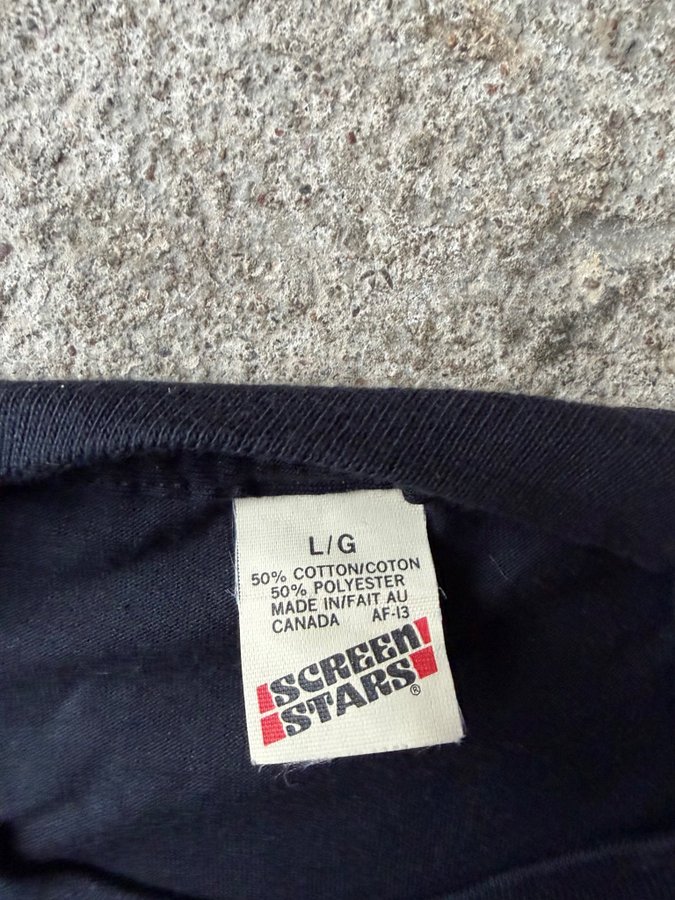 L/G
50% COTTON/COTON
50% POLYESTER
MADE IN/FAIT AU
CANADA AF-13
SCREEN
STARS®